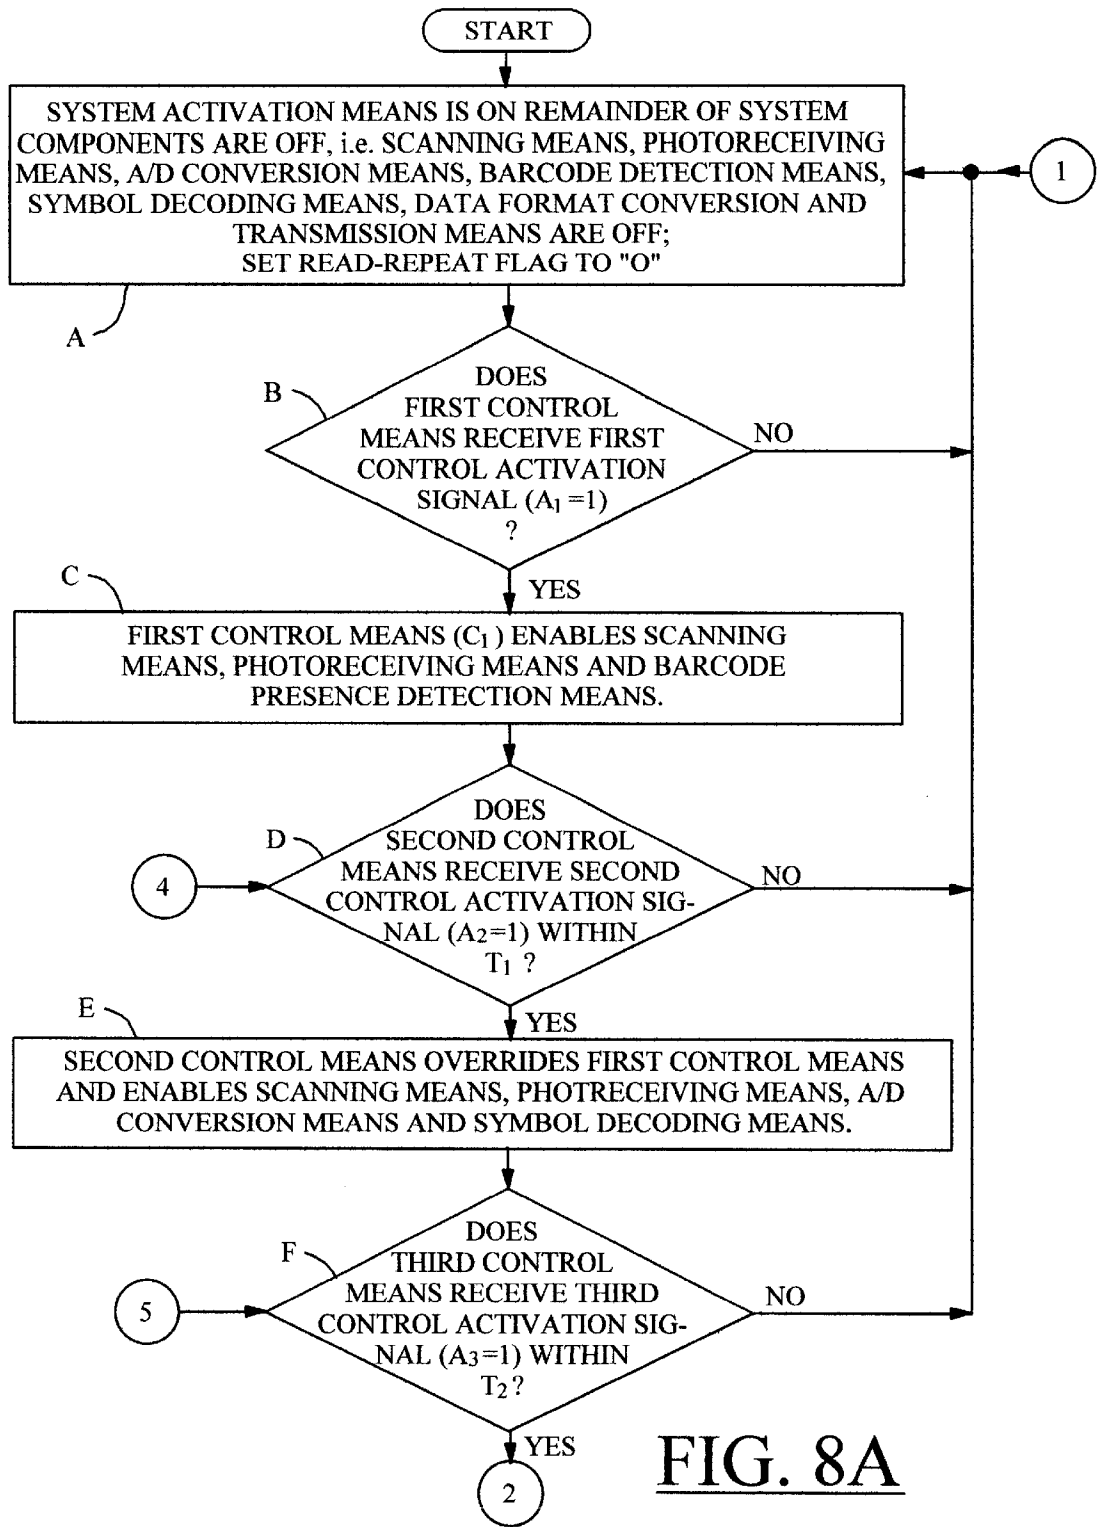 START
SYSTEM ACTIVATION MEANS IS ON REMAINDER OF SYSTEM
COMPONENTS ARE OFF, i.e. SCANNING MEANS, PHOTORECEIVING
MEANS, A/D CONVERSION MEANS, BARCODE DETECTION MEANS,
SYMBOL DECODING MEANS, DATA FORMAT CONVERSION AND
TRANSMISSION MEANS ARE OFF;
SET READ-REPEAT FLAG TO "O"
1
A
B
DOES
FIRST CONTROL
MEANS RECEIVE FIRST
CONTROL ACTIVATION
SIGNAL (A1 =1)
?
NO
YES
C
FIRST CONTROL MEANS (C1 ) ENABLES SCANNING
MEANS, PHOTORECEIVING MEANS AND BARCODE
PRESENCE DETECTION MEANS.
D
4
DOES
SECOND CONTROL
MEANS RECEIVE SECOND
CONTROL ACTIVATION SIG-
NAL (A2=1) WITHIN
T1 ?
NO
YES
E
SECOND CONTROL MEANS OVERRIDES FIRST CONTROL MEANS
AND ENABLES SCANNING MEANS, PHOTRECEIVING MEANS, A/D
CONVERSION MEANS AND SYMBOL DECODING MEANS.
F
5
DOES
THIRD CONTROL
MEANS RECEIVE THIRD
CONTROL ACTIVATION SIG-
NAL (A3=1) WITHIN
T2?
NO
YES
2
FIG. 8A